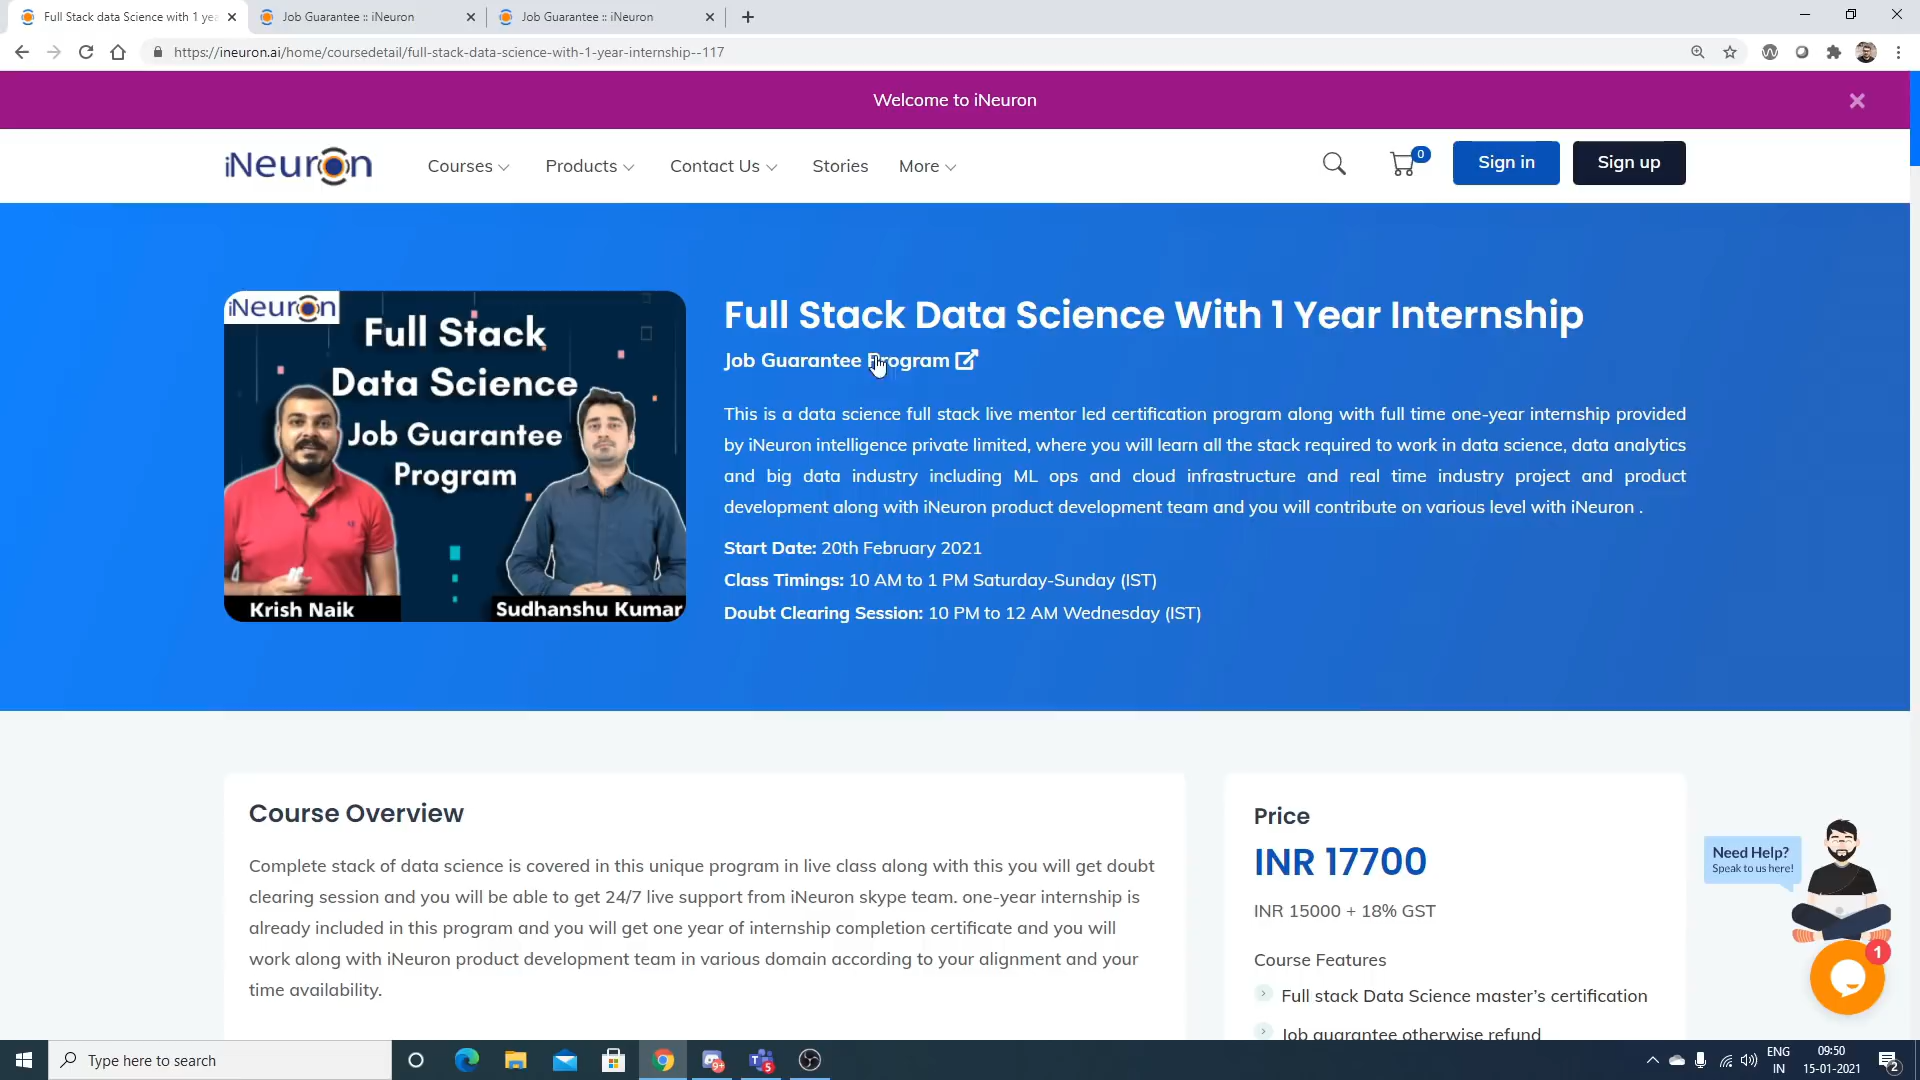 Full Stack data Science with 1 yea
Job Guarantee :: iNeuron
Job Guarantee :: iNeuron
https://ineuron.ai/home/coursedetail/full-stack-data-science-with-1-year-internship--117
Welcome to iNeuron
iNeuron
Courses
Products
Contact Us
Stories
More
0
Sign in
Sign up
iNeuron
Full Stack
Data Science
Job Guarantee
Program
Krish Naik
Sudhanshu Kumar
Full Stack Data Science With 1 Year Internship
Job Guarantee Program
This is a data science full stack live mentor led certification program along with full time one-year internship provided
by iNeuron intelligence private limited, where you will learn all the stack required to work in data science, data analytics
and big data industry including ML ops and cloud infrastructure and real time industry project and product
development along with iNeuron product development team and you will contribute on various level with iNeuron .
Start Date: 20th February 2021
Class Timings: 10 AM to 1 PM Saturday-Sunday (IST)
Doubt Clearing Session: 10 PM to 12 AM Wednesday (IST)
Course Overview
Complete stack of data science is covered in this unique program in live class along with this you will get doubt
clearing session and you will be able to get 24/7 live support from iNeuron skype team. one-year internship is
already included in this program and you will get one year of internship completion certificate and you will
work along with iNeuron product development team in various domain according to your alignment and your
time availability.
Price
INR 17700
INR 15000 + 18% GST
Course Features
Full stack Data Science master's certification
Job guarantee otherwise refund
Need Help?
Speak to us here!
1
Type here to search
9+
5
ENG
IN
09:50
15-01-2021
2